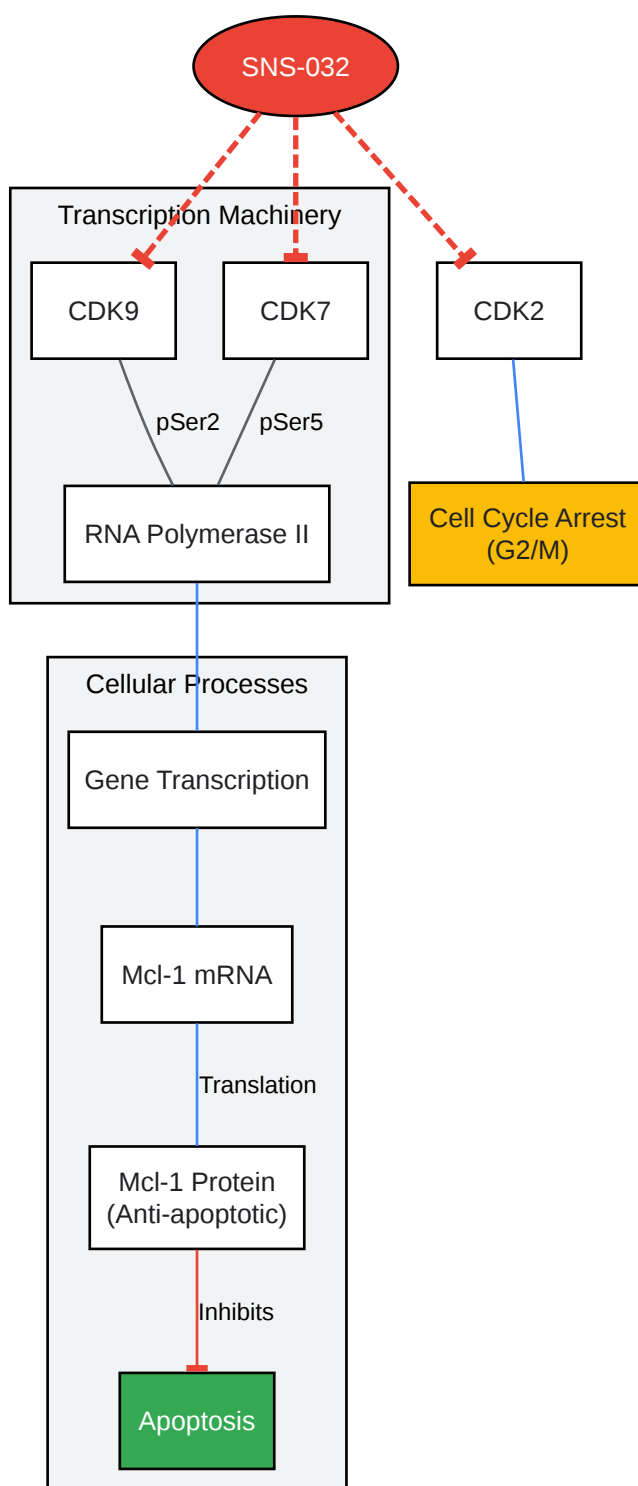 SNS-032
Transcription Machinery
CDK9
CDK7
CDK2
pSer2
pSer5
RNA Polymerase II
Cell Cycle Arrest
(G2/M)
Cellular Processes
Gene Transcription
Mcl-1 mRNA
Translation
Mcl-1 Protein
(Anti-apoptotic)
Inhibits
Apoptosis